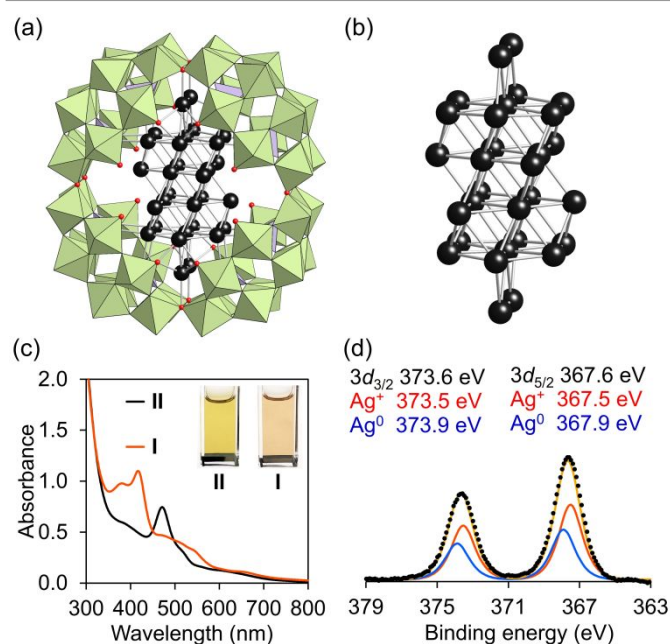 (a)
(b)
(c)
2.0
1.5
1.0
0.5
0.0
Absorbance
II
I
II
I
300 400 500 600 700 800
Wavelength (nm)
(d)
3d3/2 373.6 eV 3d5/2 367.6 eV
Ag+ 373.5 eV Ag+ 367.5 eV
Ag0 373.9 eV Ag0 367.9 eV
379 375 371 367 363
Binding energy (eV)